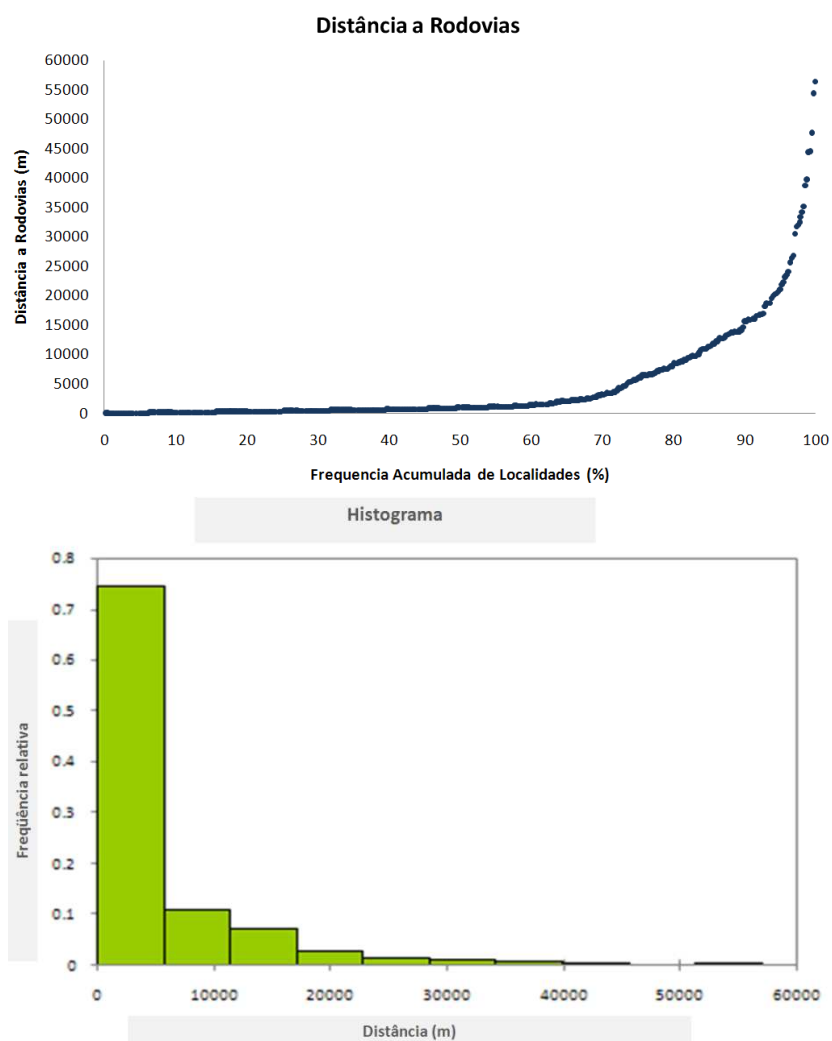 Distância a Rodovias
60000
55000
50000
45000
40000
35000
30000
25000
20000
15000
10000
5000
0
Distância a Rodovias (m)
0 10 20 30 40 50 60 70 80 90 100
Frequencia Acumulada de Localidades (%)
Histograma
0.8
0.7
0.6
0.5
0.4
0.3
0.2
0.1
0
Freqüência relativa
0 10000 20000 30000 40000 50000 60000
Distância (m)